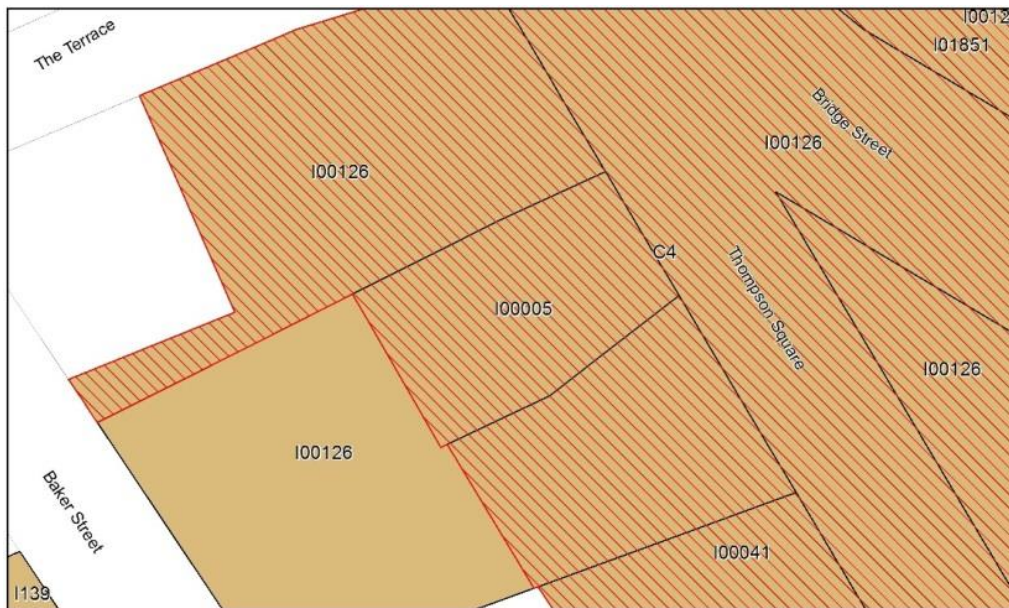 I0012
The Terrace
I01851
Bridge Street
I00126
I00126
C4
Thompson Square
I00005
I00126
I00126
Baker Street
I00041
I139